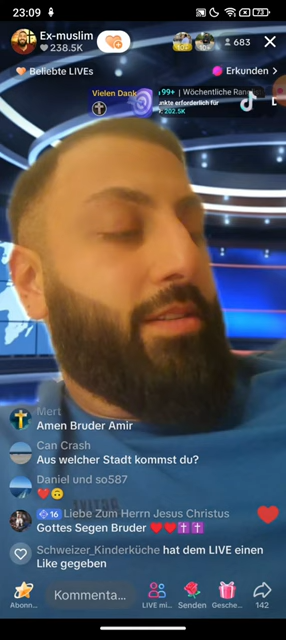 23:09
73
Ex-muslim
238.5K
683
Beliebte LIVEs
Erkunden >
Vielen Dank
99+ | Wöchentliche Rang
nkte erforderlich für
202.5K
Mert
Amen Bruder Amir
Can Crash
Aus welcher Stadt kommst du?
Daniel und so587
❤️🙃
16 Liebe Zum Herrn Jesus Christus
Gottes Segen Bruder ❤️❤️✝️✝️
Schweizer_Kinderküche hat dem LIVE einen
Like gegeben
Abonn...
Kommenta...
LIVE mi...
Senden
Gesche...
142